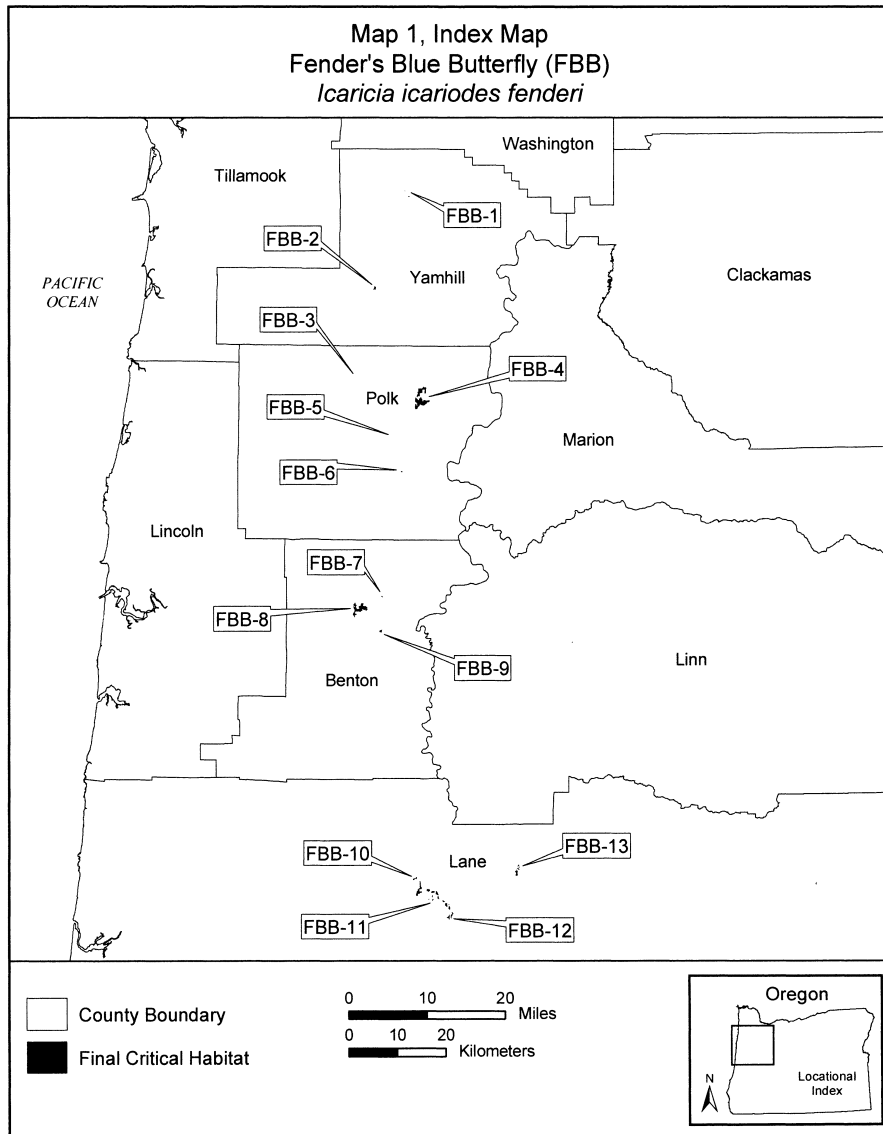 Map 1, Index Map
Fender's Blue Butterfly (FBB)
Icaricia icariodes fenderi
Washington
Tillamook
FBB-1
FBB-2
Yamhill
Clackamas
PACIFIC
OCEAN
FBB-3
FBB-4
Polk
FBB-5
Marion
FBB-6
Lincoln
FBB-7
FBB-8
FBB-9
Linn
Benton
FBB-10
Lane
FBB-13
FBB-11
FBB-12
County Boundary
Final Critical Habitat
0 10 20
Miles
0 10 20
Kilometers
Oregon
N
Locational
Index